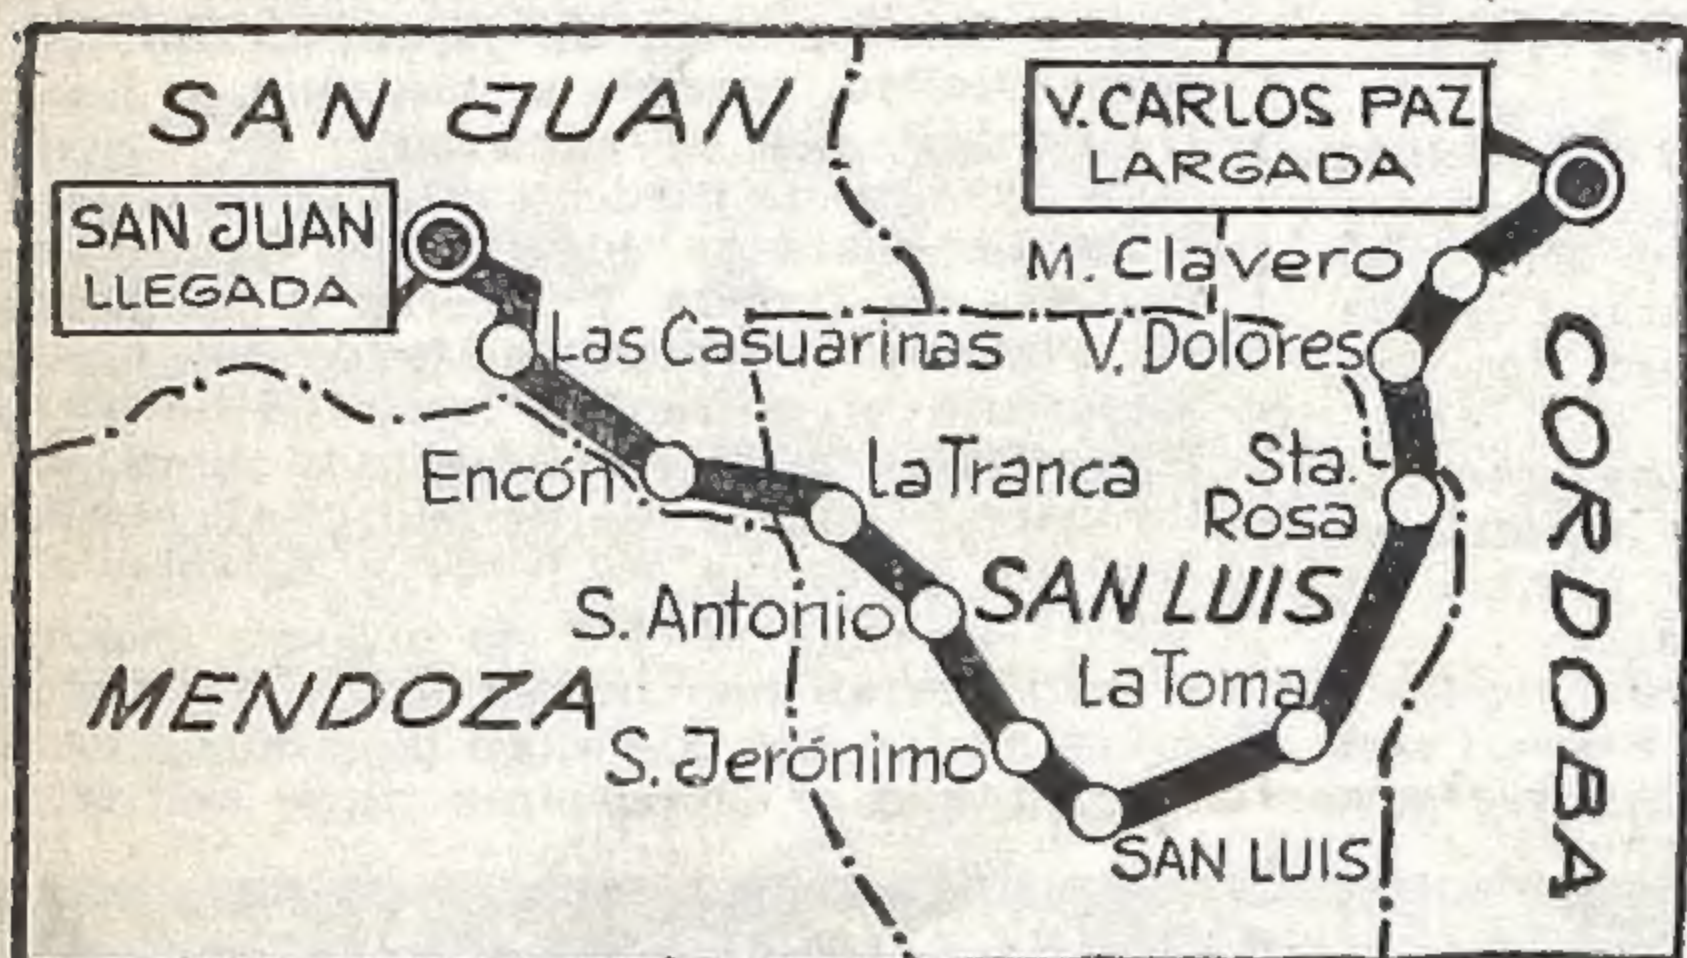 SAN JUAN
V. CARLOS PAZ
LARGADA
SAN JUAN
LLEGADA
M. Clavero
Las Casuarinas
V. Dolores
CORDOBA
Encón
La Tranca
Sta.
Rosa
S. Antonio
SAN LUIS
MENDOZA
La Toma
S. Jerónimo
SAN LUIS